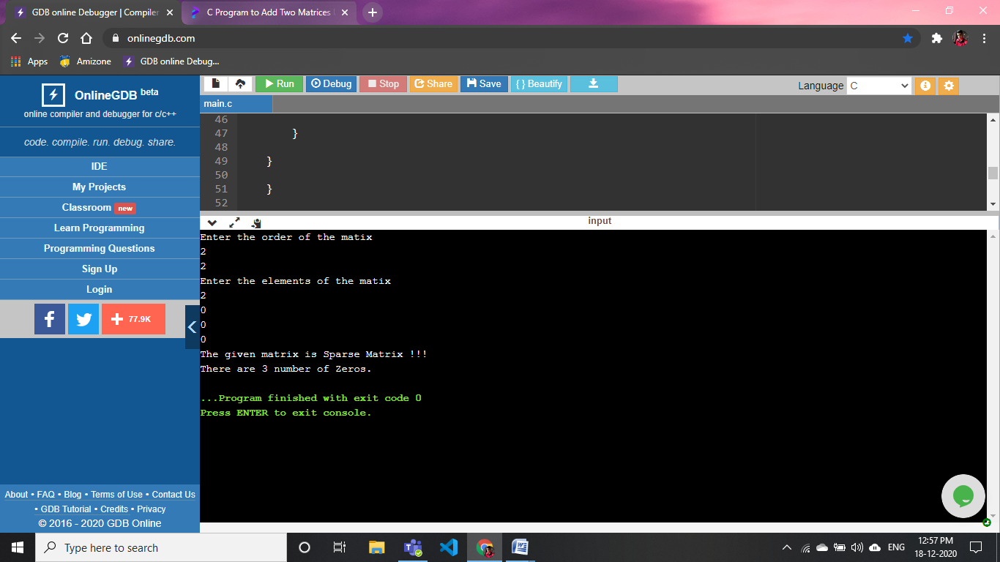 GDB online Debugger | Compiler
C Program to Add Two Matrices
onlinegdb.com
Apps
Amizone
GDB online Debug...
OnlineGDB beta
online compiler and debugger for c/c++
code. compile. run. debug. share.
IDE
My Projects
Classroom new
Learn Programming
Programming Questions
Sign Up
Login
f
+ 77.9K
About • FAQ • Blog • Terms of Use • Contact Us
• GDB Tutorial • Credits • Privacy
© 2016 - 2020 GDB Online
Run Debug Stop Share Save { } Beautify
Language C
main.c
46
47 }
48
49 }
50
51 }
52
input
Enter the order of the matix
2
2
Enter the elements of the matix
2
0
0
0
The given matrix is Sparse Matrix !!!
There are 3 number of Zeros.
...Program finished with exit code 0
Press ENTER to exit console.
Type here to search
ENG
12:57 PM
18-12-2020